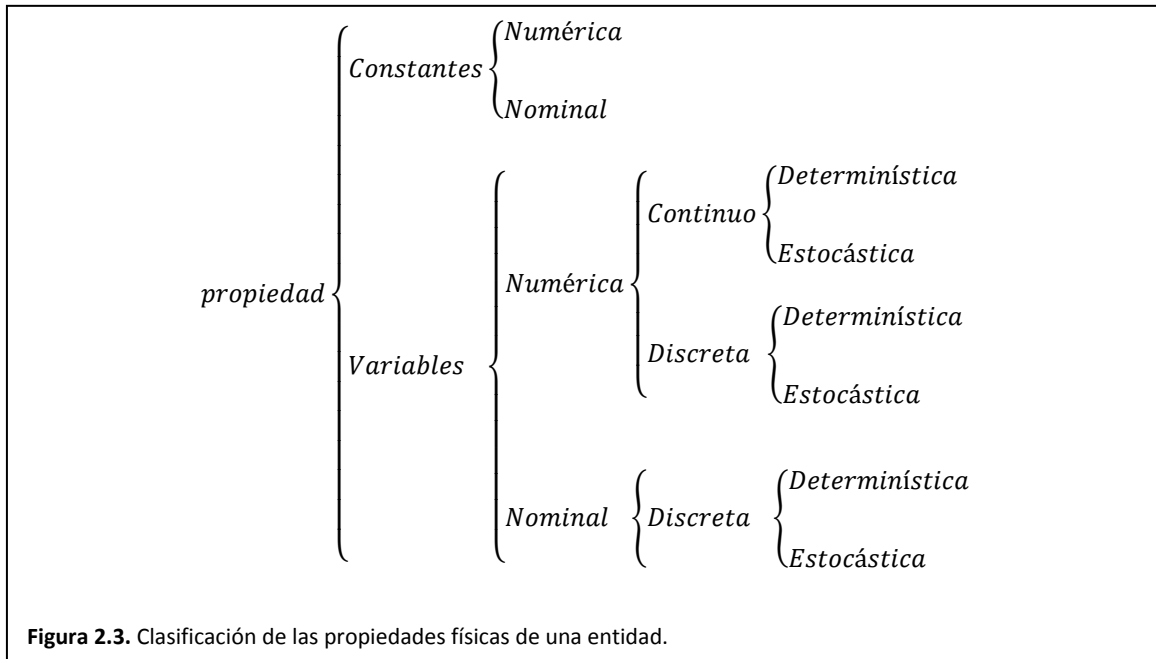 Numérica
Constantes
Nominal
Determinística
Continuo
Estocástica
propiedad
Numérica
Determinística
Variables
Discreta
Estocástica
Determinística
Nominal
Discreta
Estocástica
Figura 2.3. Clasificación de las propiedades físicas de una entidad.